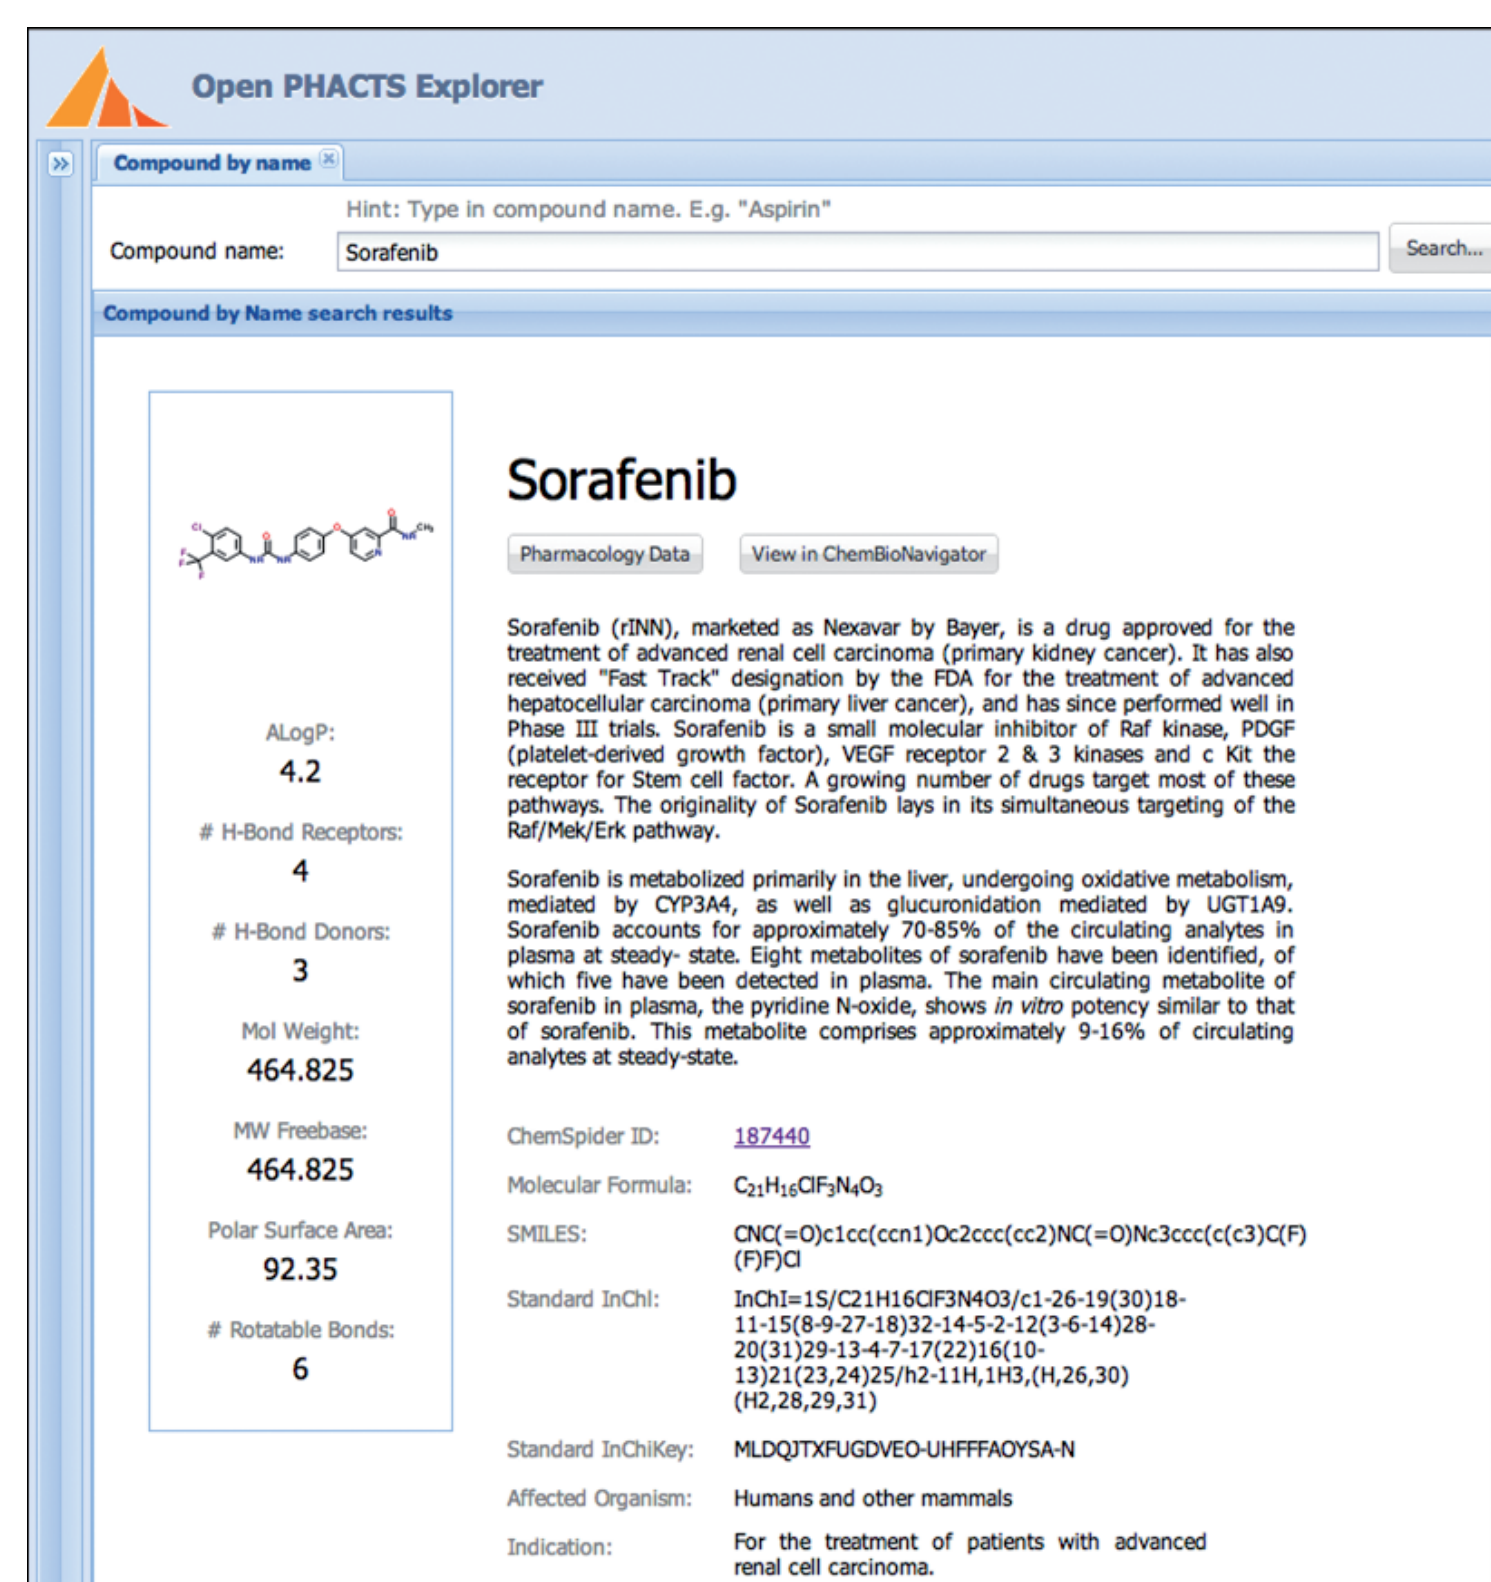 Open PHACTS Explorer
Compound by name
Hint: Type in compound name. E.g. "Aspirin"
Compound name:
Sorafenib
Search...
Compound by Name search results
Cl
F
F
F
O
NH
NH
O
N
O
NH
CH3
ALogP:
4.2
# H-Bond Receptors:
4
# H-Bond Donors:
3
Mol Weight:
464.825
MW Freebase:
464.825
Polar Surface Area:
92.35
# Rotatable Bonds:
6
Sorafenib
Pharmacology Data
View in ChemBioNavigator
Sorafenib (rINN), marketed as Nexavar by Bayer, is a drug approved for the
treatment of advanced renal cell carcinoma (primary kidney cancer). It has also
received "Fast Track" designation by the FDA for the treatment of advanced
hepatocellular carcinoma (primary liver cancer), and has since performed well in
Phase III trials. Sorafenib is a small molecular inhibitor of Raf kinase, PDGF
(platelet-derived growth factor), VEGF receptor 2 & 3 kinases and c Kit the
receptor for Stem cell factor. A growing number of drugs target most of these
pathways. The originality of Sorafenib lays in its simultaneous targeting of the
Raf/Mek/Erk pathway.
Sorafenib is metabolized primarily in the liver, undergoing oxidative metabolism,
mediated by CYP3A4, as well as glucuronidation mediated by UGT1A9.
Sorafenib accounts for approximately 70-85% of the circulating analytes in
plasma at steady- state. Eight metabolites of sorafenib have been identified, of
which five have been detected in plasma. The main circulating metabolite of
sorafenib in plasma, the pyridine N-oxide, shows in vitro potency similar to that
of sorafenib. This metabolite comprises approximately 9-16% of circulating
analytes at steady-state.
ChemSpider ID: 187440
Molecular Formula: C21H16ClF3N4O3
SMILES: CNC(=O)c1cc(ccn1)Oc2ccc(cc2)NC(=O)Nc3ccc(c(c3)C(F)
(F)F)Cl
Standard InChI: InChI=1S/C21H16ClF3N4O3/c1-26-19(30)18-
11-15(8-9-27-18)32-14-5-2-12(3-6-14)28-
20(31)29-13-4-7-17(22)16(10-
13)21(23,24)25/h2-11H,1H3,(H,26,30)
(H2,28,29,31)
Standard InChiKey: MLDQJTXFUGDVEO-UHFFFAOYSA-N
Affected Organism: Humans and other mammals
Indication: For the treatment of patients with advanced
renal cell carcinoma.